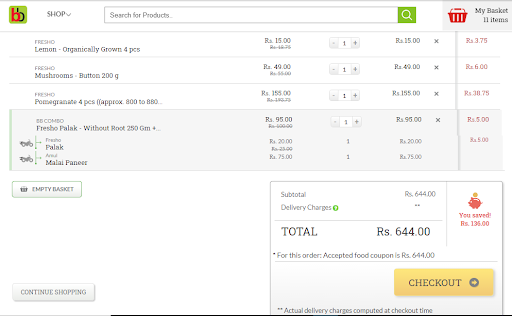 bb SHOP Search for Products.. My Basket
11 items
FRESHO Rs. 15.00 - 1 + Rs.15.00 × Rs.3.75
Lemon - Organically Grown 4 pcs Rs. 18.75
FRESHO Rs. 49.00 - 1 + Rs.49.00 × Rs.6.00
Mushrooms - Button 200 g Rs. 55.00
FRESHO Rs. 155.00 - 1 + Rs.155.00 × Rs.38.75
Pomegranate 4 pcs ((approx. 800 to 880... Rs. 193.75
BB COMBO Rs. 95.00 - 1 + Rs.95.00 × Rs.5.00
Fresho Palak - Without Root 250 Gm +... Rs. 100.00
Fresho Rs. 20.00 1 Rs.20.00 Rs.5.00
Palak Rs. 25.00
Amul
Malai Paneer Rs. 75.00 1 Rs.75.00
EMPTY BASKET
Subtotal Rs. 644.00
Delivery Charges ? **
You saved!
Rs. 136.00
TOTAL Rs. 644.00
* For this order: Accepted food coupon is Rs. 644.00
CHECKOUT
CONTINUE SHOPPING
** Actual delivery charges computed at checkout time